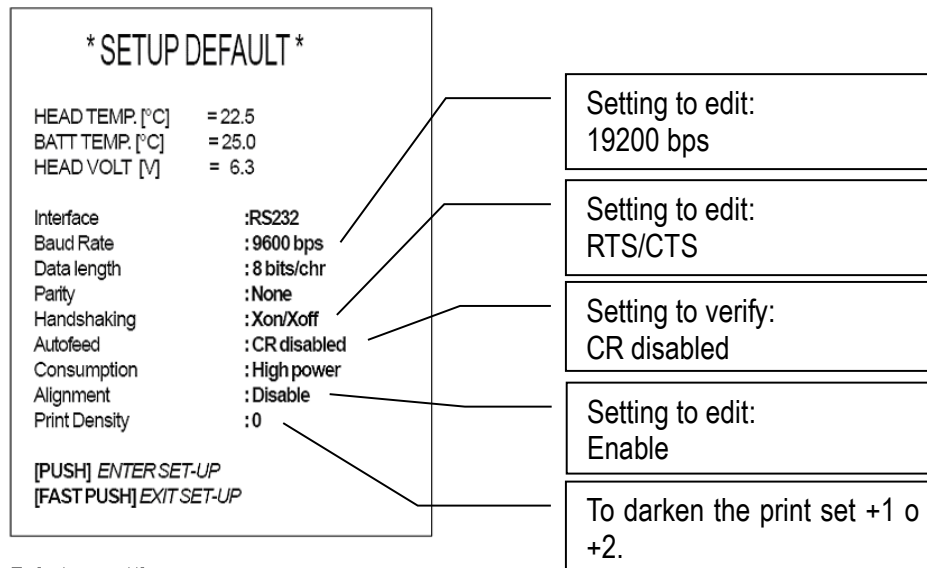 * SETUP DEFAULT *
HEAD TEMP. [°C] = 22.5
BATT TEMP. [°C] = 25.0
HEAD VOLT [V] = 6.3
Interface :RS232
Baud Rate : 9600 bps
Data length : 8 bits/chr
Parity : None
Handshaking : Xon/Xoff
Autofeed : CR disabled
Consumption : High power
Alignment : Disable
Print Density : 0
[PUSH] ENTER SET-UP
[FAST PUSH] EXIT SET-UP
Setting to edit:
19200 bps
Setting to edit:
RTS/CTS
Setting to verify:
CR disabled
Setting to edit:
Enable
To darken the print set +1 o
+2.